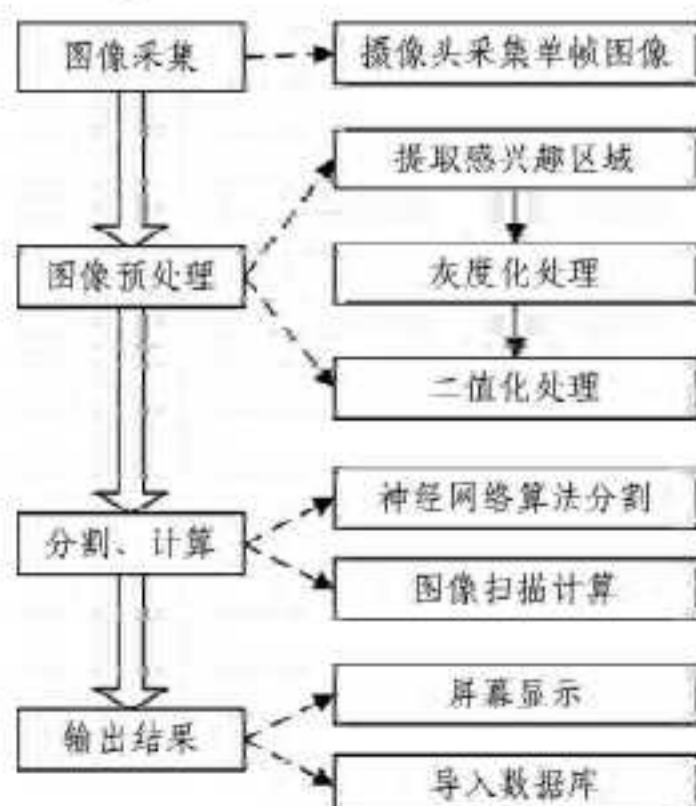 图像采集
摄像头采集单帧图像
提取感兴趣区域
图像预处理
灰度化处理
二值化处理
神经网络算法分割
分割、计算
图像扫描计算
屏幕显示
输出结果
导入数据库